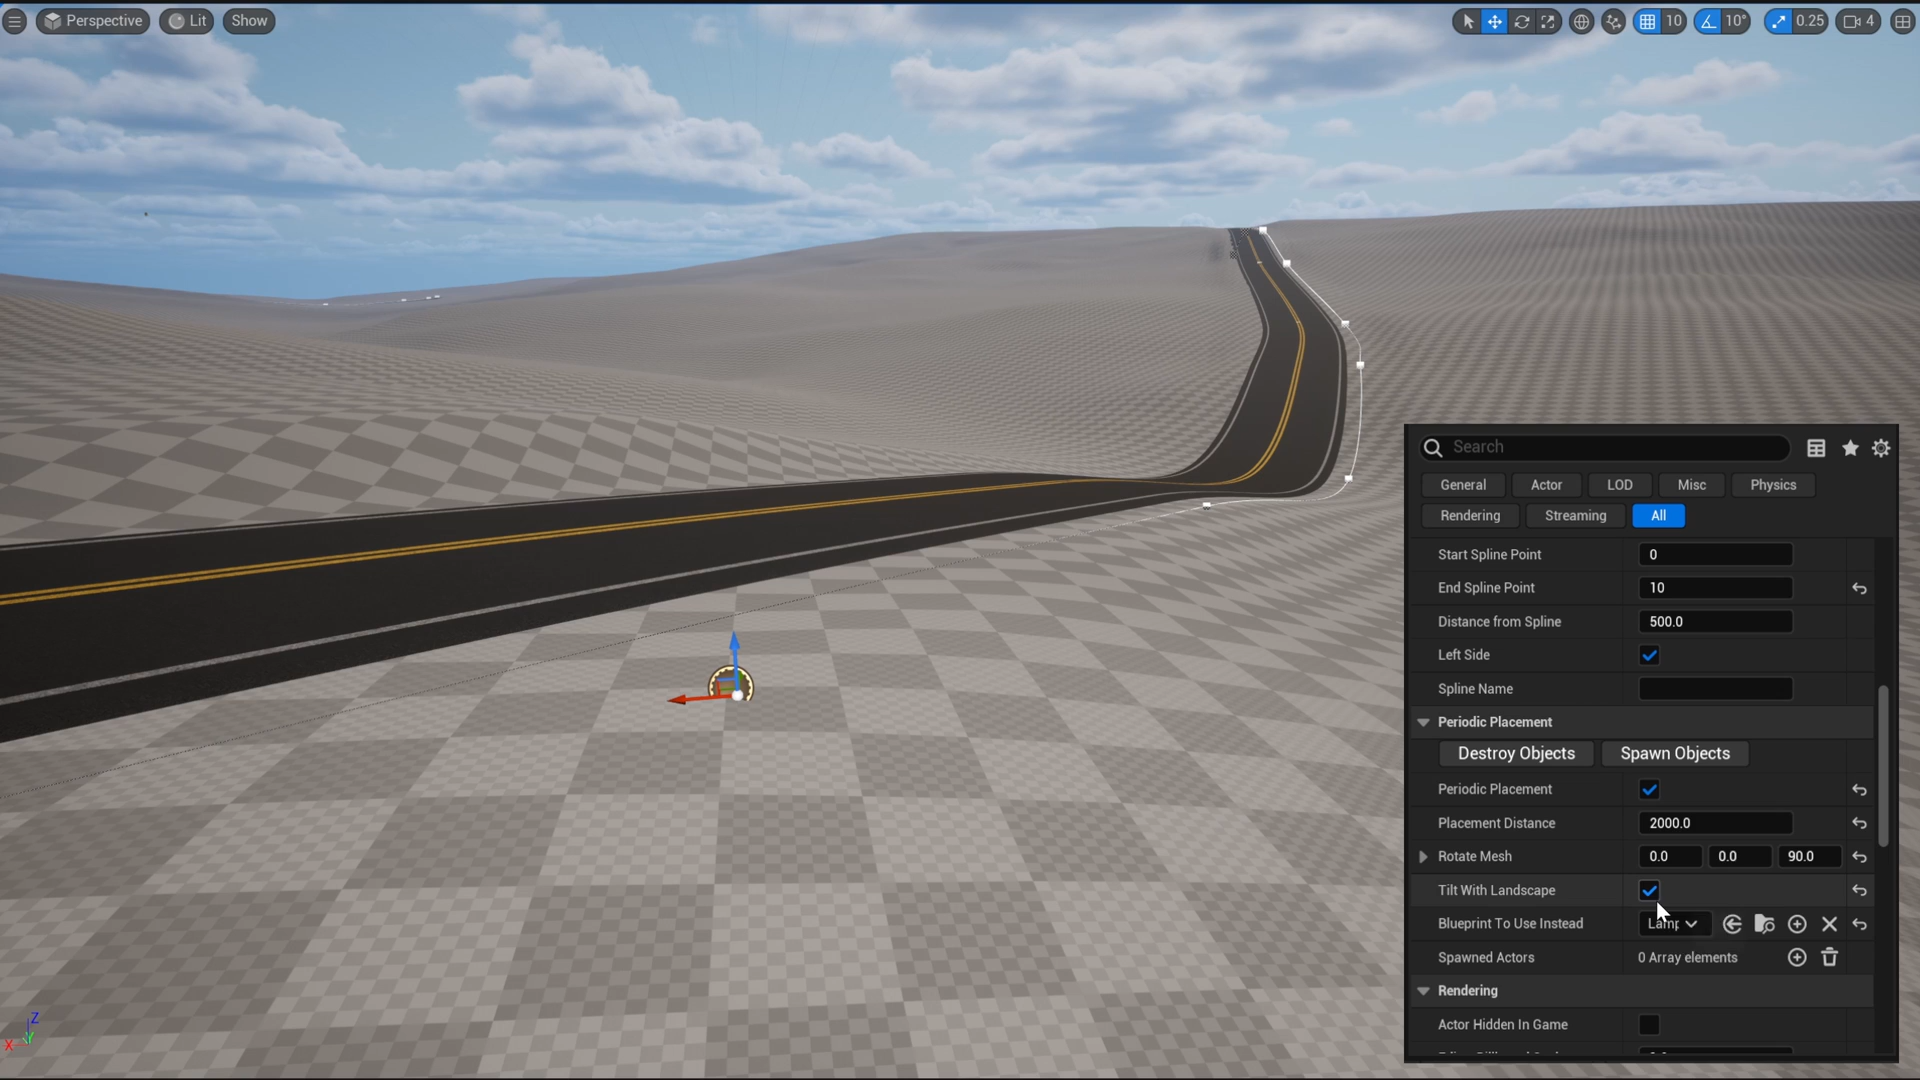 Perspective Lit Show
10 10° 0.25 4
Search
General Actor LOD Misc Physics
Rendering Streaming All
Start Spline Point 0
End Spline Point 10
Distance from Spline 500.0
Left Side
Spline Name
Periodic Placement
Destroy Objects Spawn Objects
Periodic Placement
Placement Distance 2000.0
Rotate Mesh 0.0 0.0 90.0
Tilt With Landscape
Blueprint To Use Instead Lamp
Spawned Actors 0 Array elements
Rendering
Actor Hidden In Game
Z
X Y